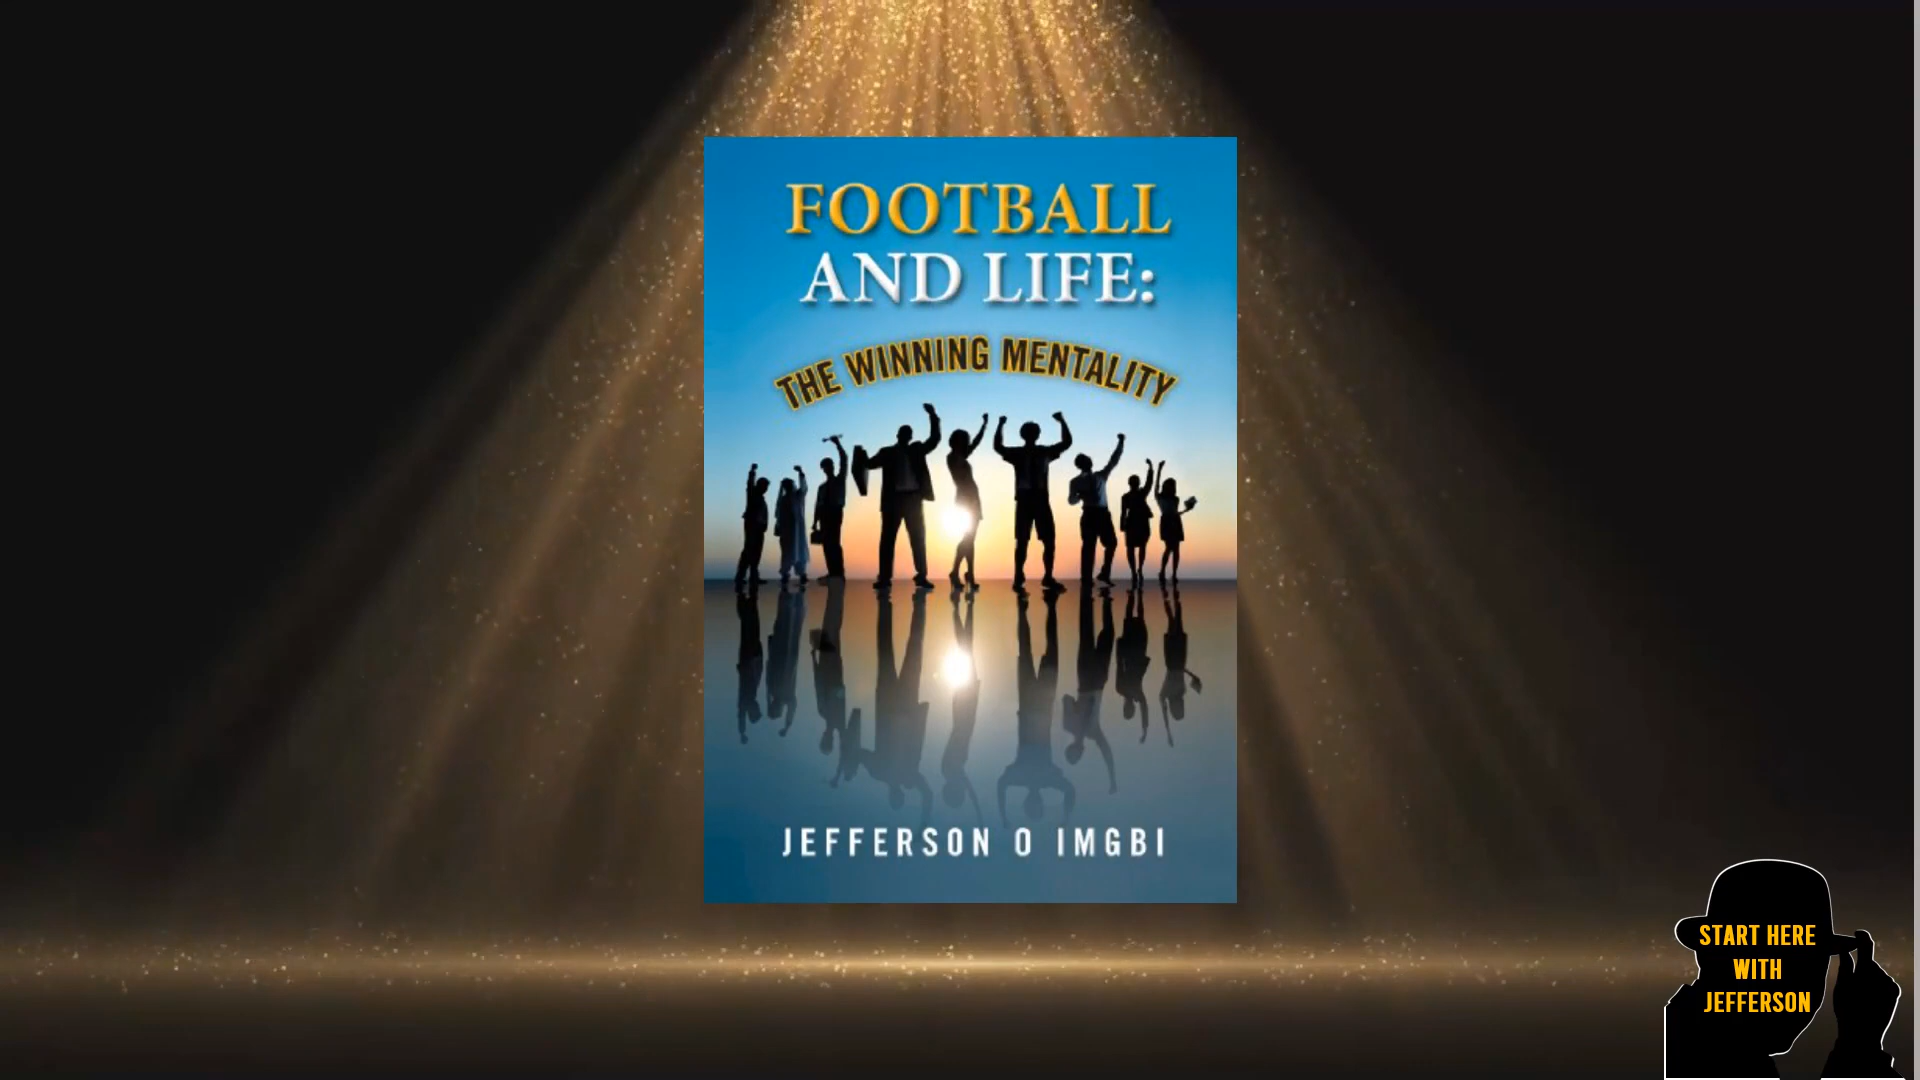 FOOTBALL
AND LIFE:
THE WINNING MENTALITY
JEFFERSON O IMGBI
START HERE
WITH
JEFFERSON